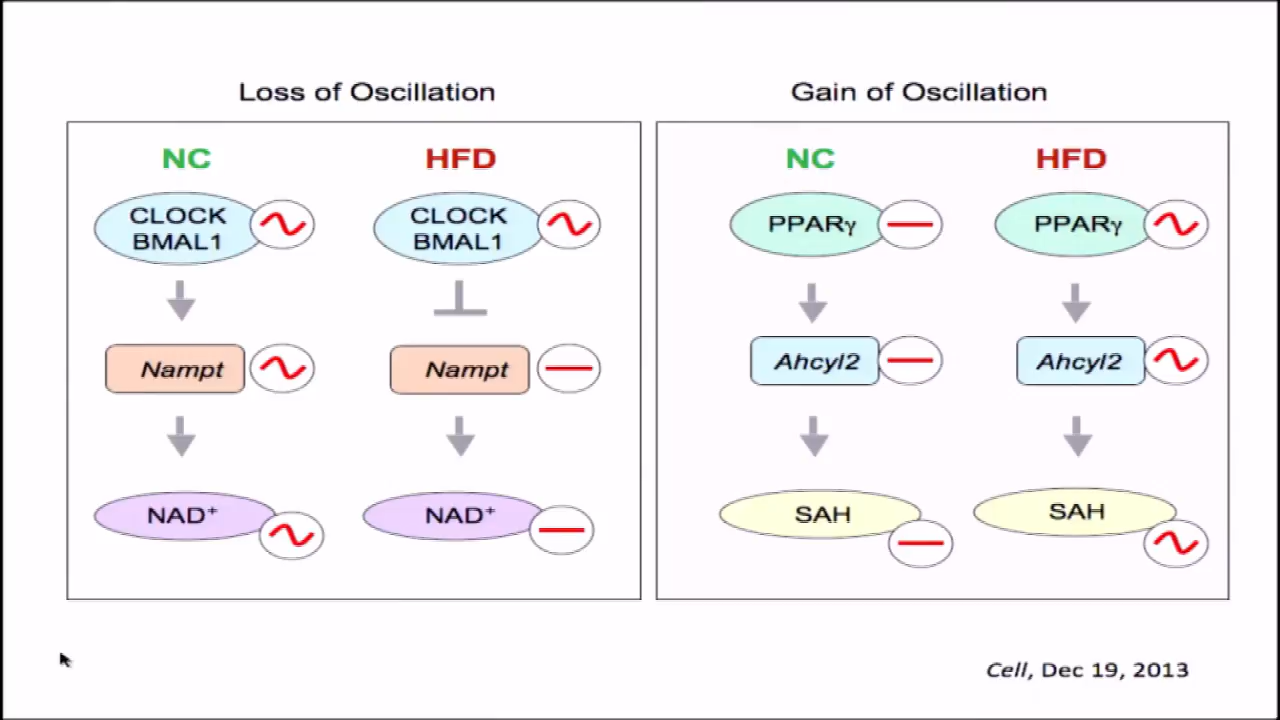 Loss of Oscillation
NC
HFD
CLOCK
BMAL1
CLOCK
BMAL1
Nampt
Nampt
NAD⁺
NAD⁺
Gain of Oscillation
NC
HFD
PPARγ
PPARγ
Ahcyl2
Ahcyl2
SAH
SAH
Cell, Dec 19, 2013